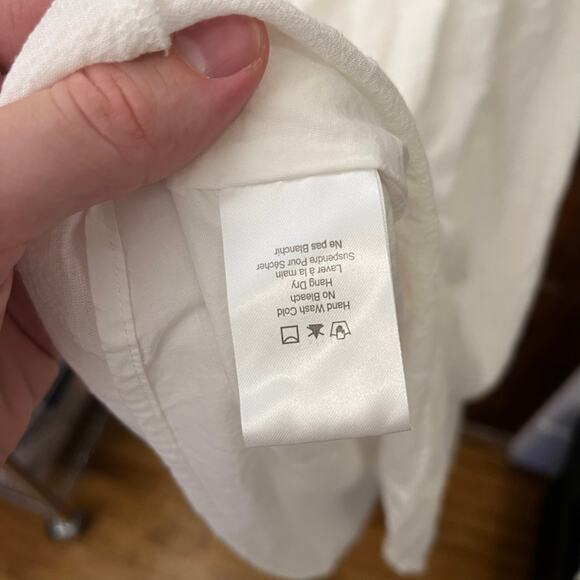 Hand Wash Cold
No Bleach
Hang Dry
Laver à la main
Suspendre Pour Sécher
Ne pas Blanchir